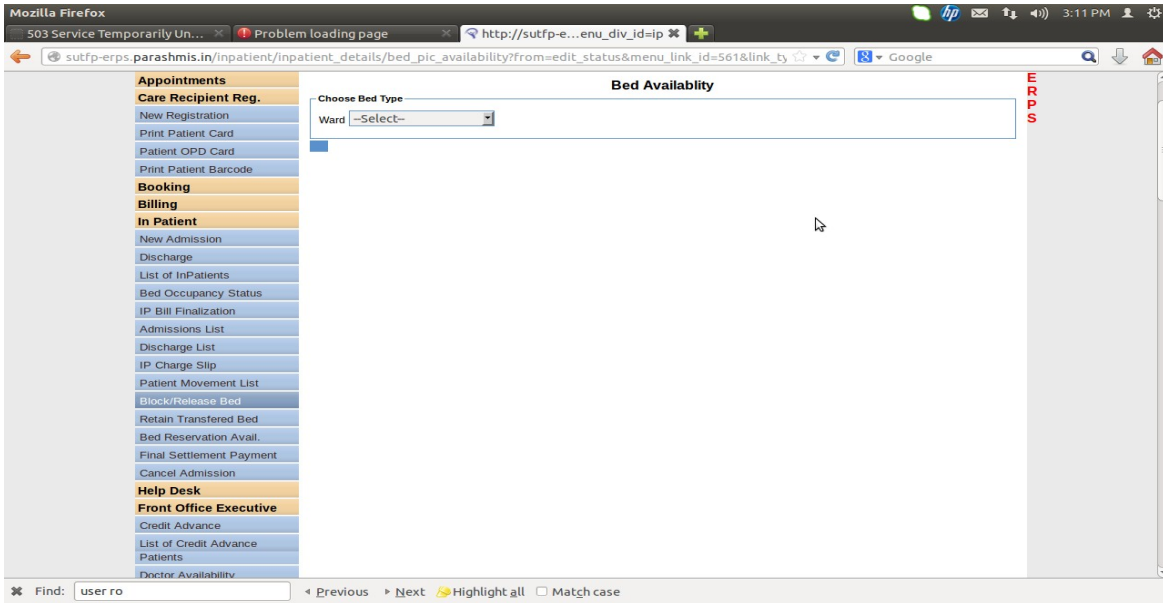 Mozilla Firefox
3:11 PM
503 Service Temporarily Un...
Problem loading page
http://sutfp-e...enu_div_id=ip
sutfp-erps.parashmis.in/inpatient/inpatient_details/bed_pic_availability?from=edit_status&menu_link_id=561&link_ty
Google
Appointments
Care Recipient Reg.
New Registration
Print Patient Card
Patient OPD Card
Print Patient Barcode
Booking
Billing
In Patient
New Admission
Discharge
List of InPatients
Bed Occupancy Status
IP Bill Finalization
Admissions List
Discharge List
IP Charge Slip
Patient Movement List
Block/Release Bed
Retain Transfered Bed
Bed Reservation Avail.
Final Settlement Payment
Cancel Admission
Help Desk
Front Office Executive
Credit Advance
List of Credit Advance
Patients
Doctor Availability
Bed Availablity
Choose Bed Type
Ward --Select--
E
R
P
S
Find: user ro Previous Next Highlight all Match case